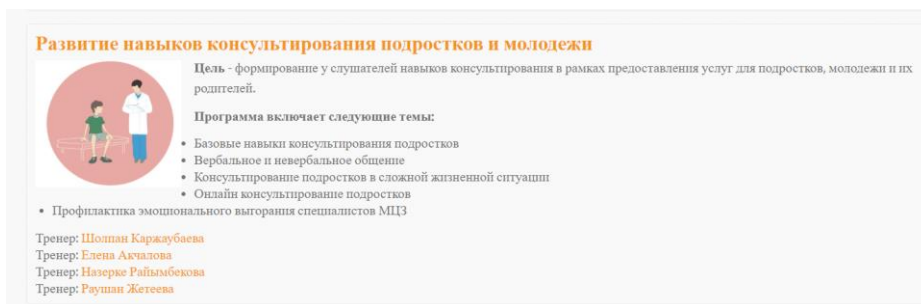 Развитие навыков консультирования подростков и молодежи
Цель - формирование у слушателей навыков консультирования в рамках предоставления услуг для подростков, молодежи и их
родителей.
Программа включает следующие темы:
• Базовые навыки консультирования подростков
• Вербальное и невербальное общение
• Консультирование подростков в сложной жизненной ситуации
• Онлайн консультирование подростков
• Профилактика эмоционального выгорания специалистов МЦЗ
Тренер: Шолпан Каржаубаева
Тренер: Елена Акчалова
Тренер: Назерке Райымбекова
Тренер: Раушан Жетеева